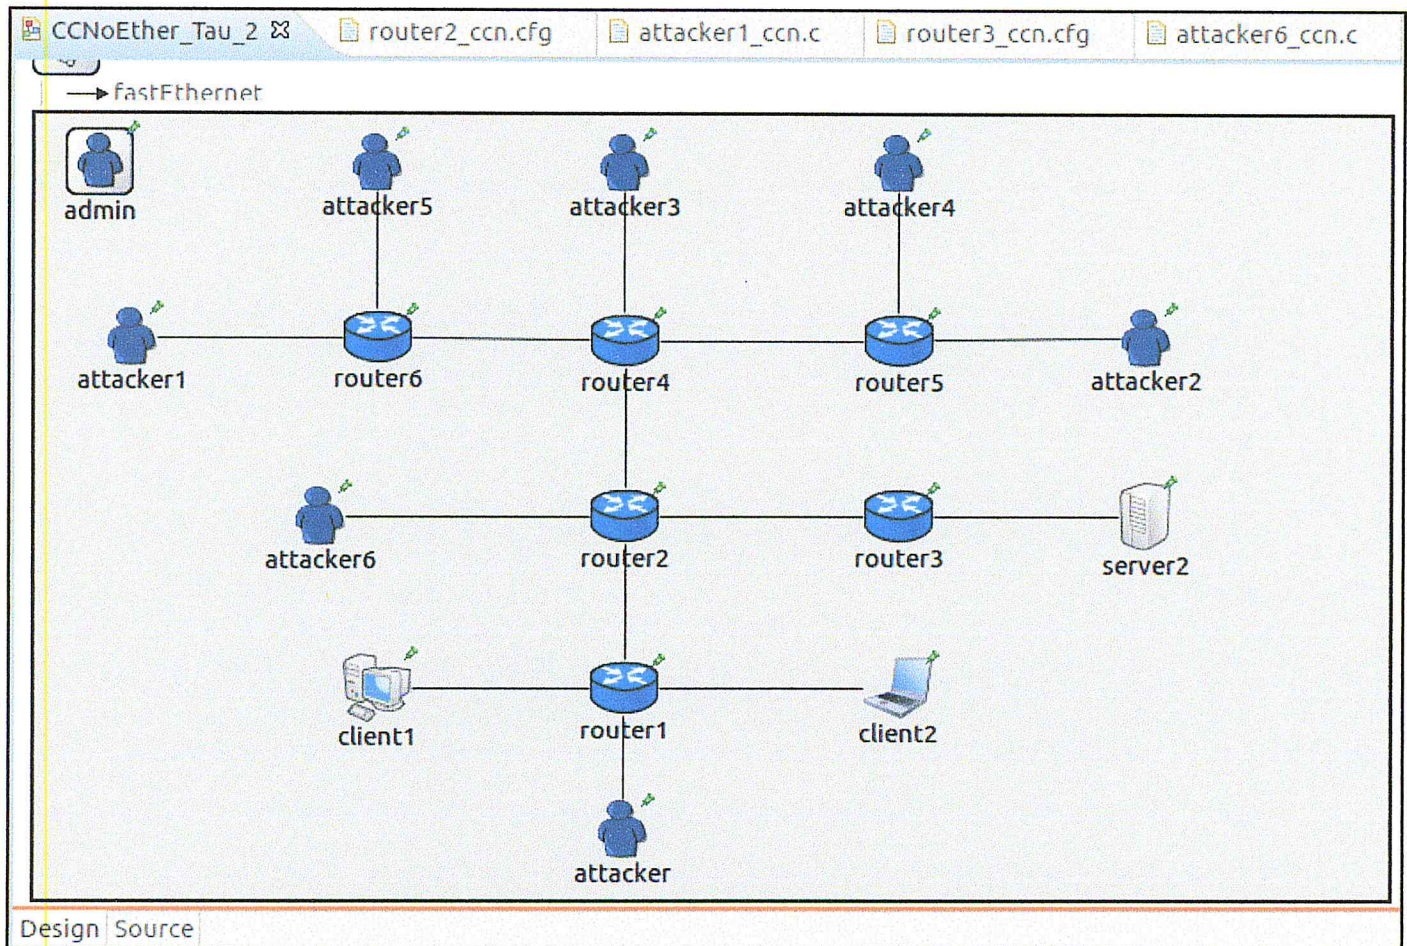 CCNoEther_Tau_2 router2_ccn.cfg attacker1_ccn.c router3_ccn.cfg attacker6_ccn.c
fastEthernet
admin attacker5 attacker3 attacker4
attacker1 router6 router4 router5 attacker2
attacker6 router2 router3 server2
client1 router1 client2
attacker
Design Source